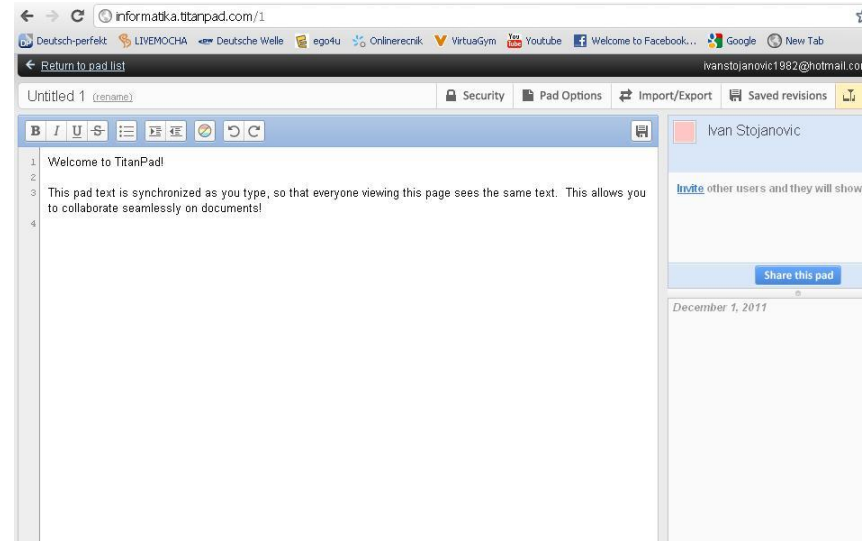 informatika.titanpad.com/1
Deutsch-perfekt LIVEMOCHA Deutsche Welle ego4u Onlinerecnik VirtuaGym You Tube Youtube Welcome to Facebook... Google New Tab
Return to pad list ivanstojanovic1982@hotmail.co
Untitled 1 (rename) Security Pad Options Import/Export Saved revisions
B I U S
Ivan Stojanovic
1 Welcome to TitanPad!
2
3 This pad text is synchronized as you type, so that everyone viewing this page sees the same text. This allows you
to collaborate seamlessly on documents!
4
Invite other users and they will show
Share this pad
December 1, 2011